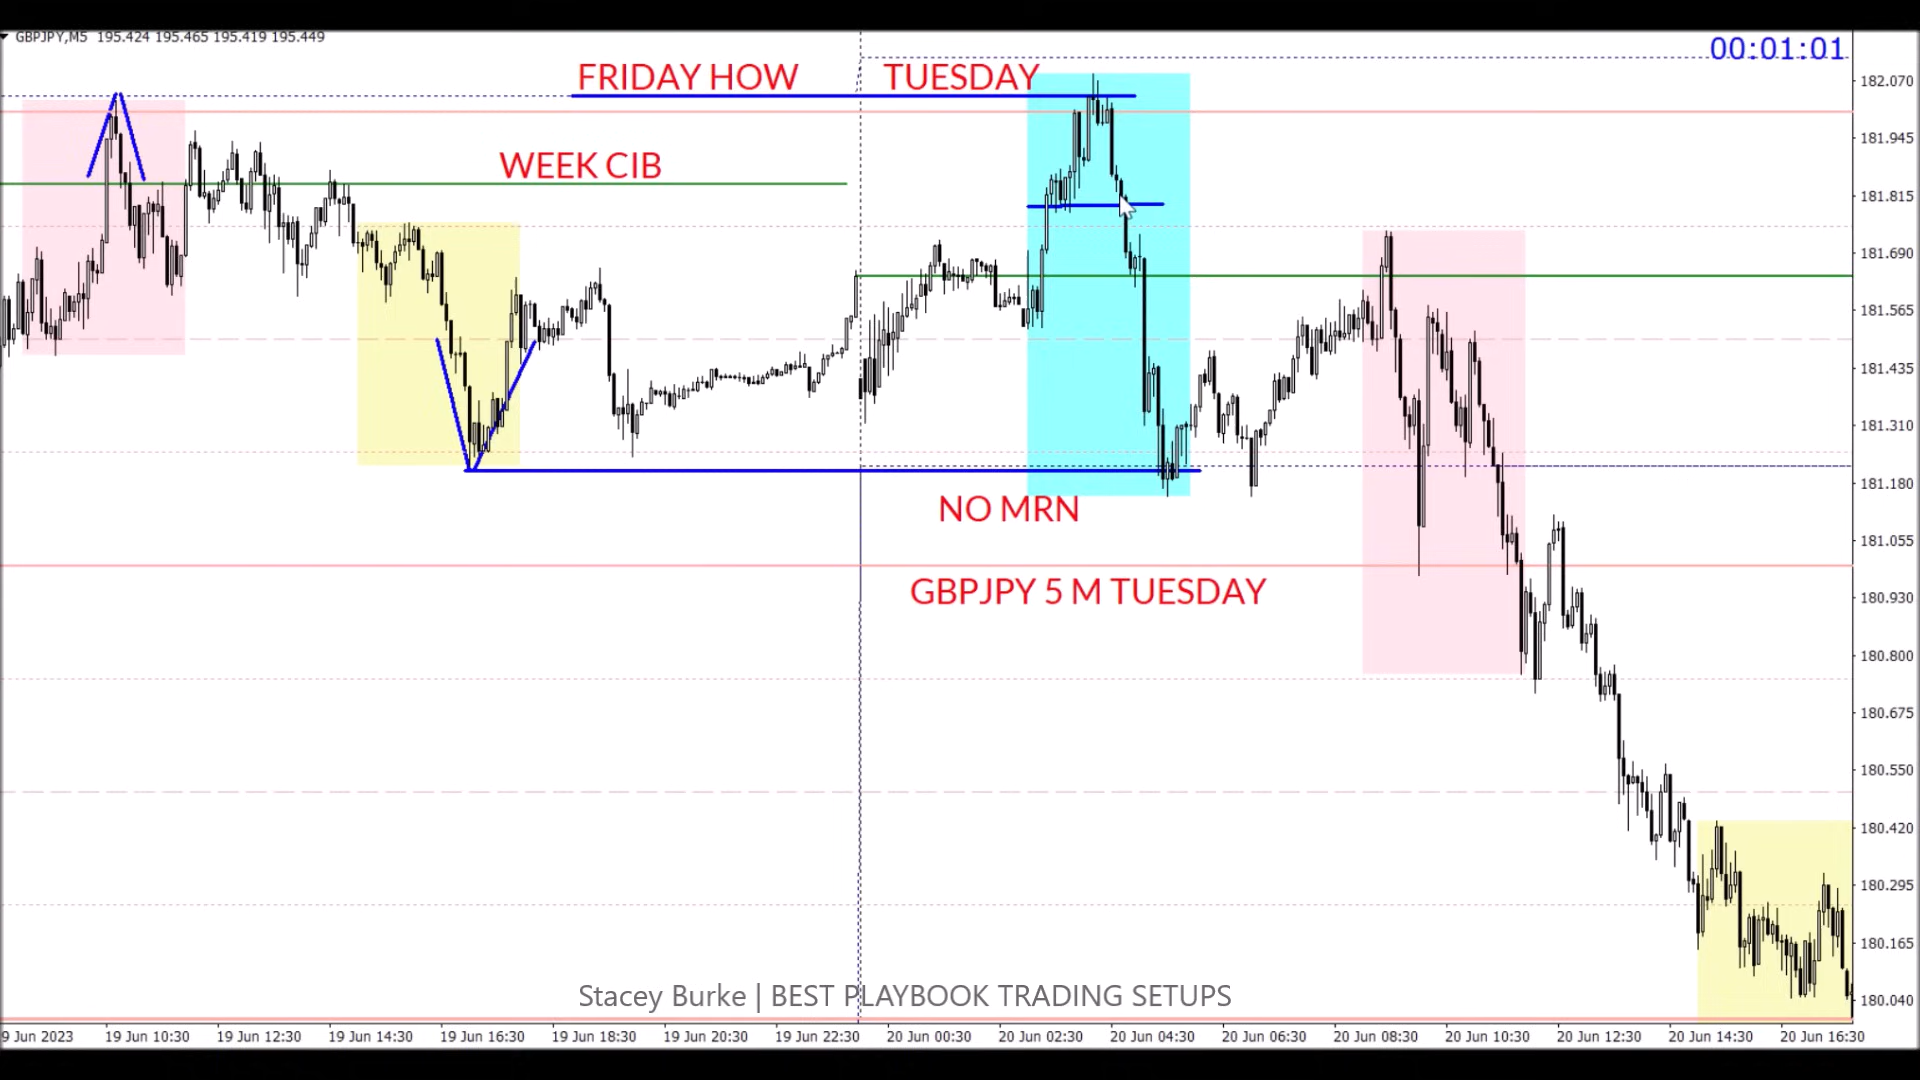 GBPJPY,M5 195.424 195.465 195.419 195.449
00:01:01
FRIDAY HOW
TUESDAY
182.070
181.945
WEEK CIB
181.815
181.690
181.565
181.435
181.310
181.180
NO MRN
181.055
GBPJPY 5 M TUESDAY
180.930
180.800
180.675
180.550
180.420
180.295
180.165
Stacey Burke | BEST PLAYBOOK TRADING SETUPS
180.040
9 Jun 2023 19 Jun 10:30 19 Jun 12:30 19 Jun 14:30 19 Jun 16:30 19 Jun 18:30 19 Jun 20:30 19 Jun 22:30 20 Jun 00:30 20 Jun 02:30 20 Jun 04:30 20 Jun 06:30 20 Jun 08:30 20 Jun 10:30 20 Jun 12:30 20 Jun 14:30 20 Jun 16:30